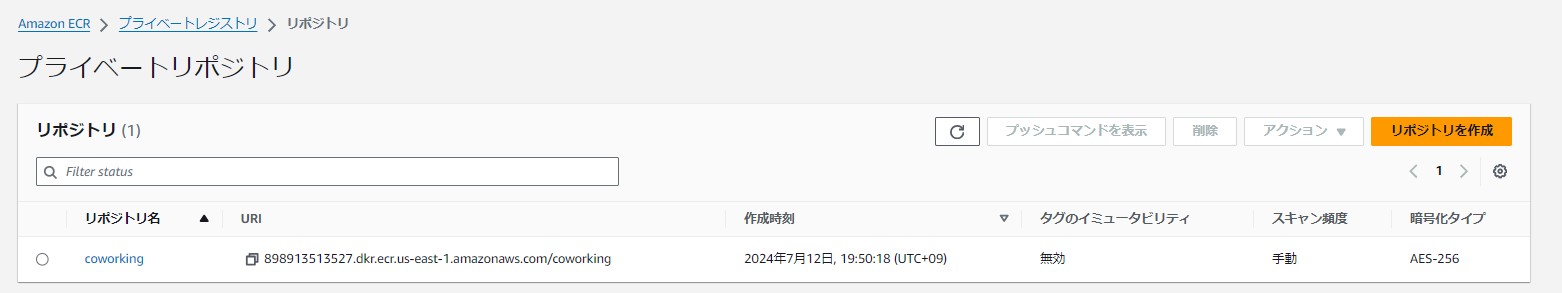 Amazon ECR > プライベートレジストリ > リポジトリ
プライベートリポジトリ
リポジトリ (1)
プッシュコマンドを表示 削除 アクション ▼ リポジトリを作成
Filter status
< 1 >
リポジトリ名 ▲ URI 作成時刻 ▽ タグのイミュータビリティ スキャン頻度 暗号化タイプ
coworking 898913513527.dkr.ecr.us-east-1.amazonaws.com/coworking 2024年7月12日, 19:50:18 (UTC+09) 無効 手動 AES-256